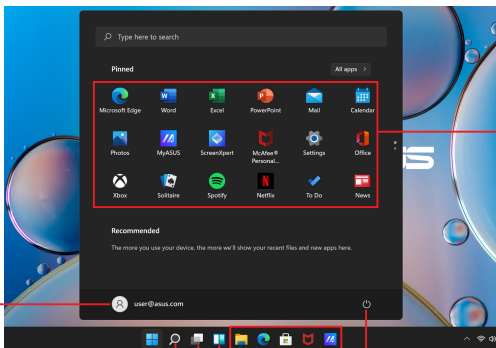 Type here to search
Pinned
All apps >
Microsoft Edge
Word
Excel
PowerPoint
Mail
Calendar
Photos
MyASUS
ScreenXpert
McAfee®
Personal...
Settings
Office
Xbox
Solitaire
Spotify
Netflix
To Do
News
Recommended
The more you use your device, the more we'll show your recent files and new apps here.
user@asus.com